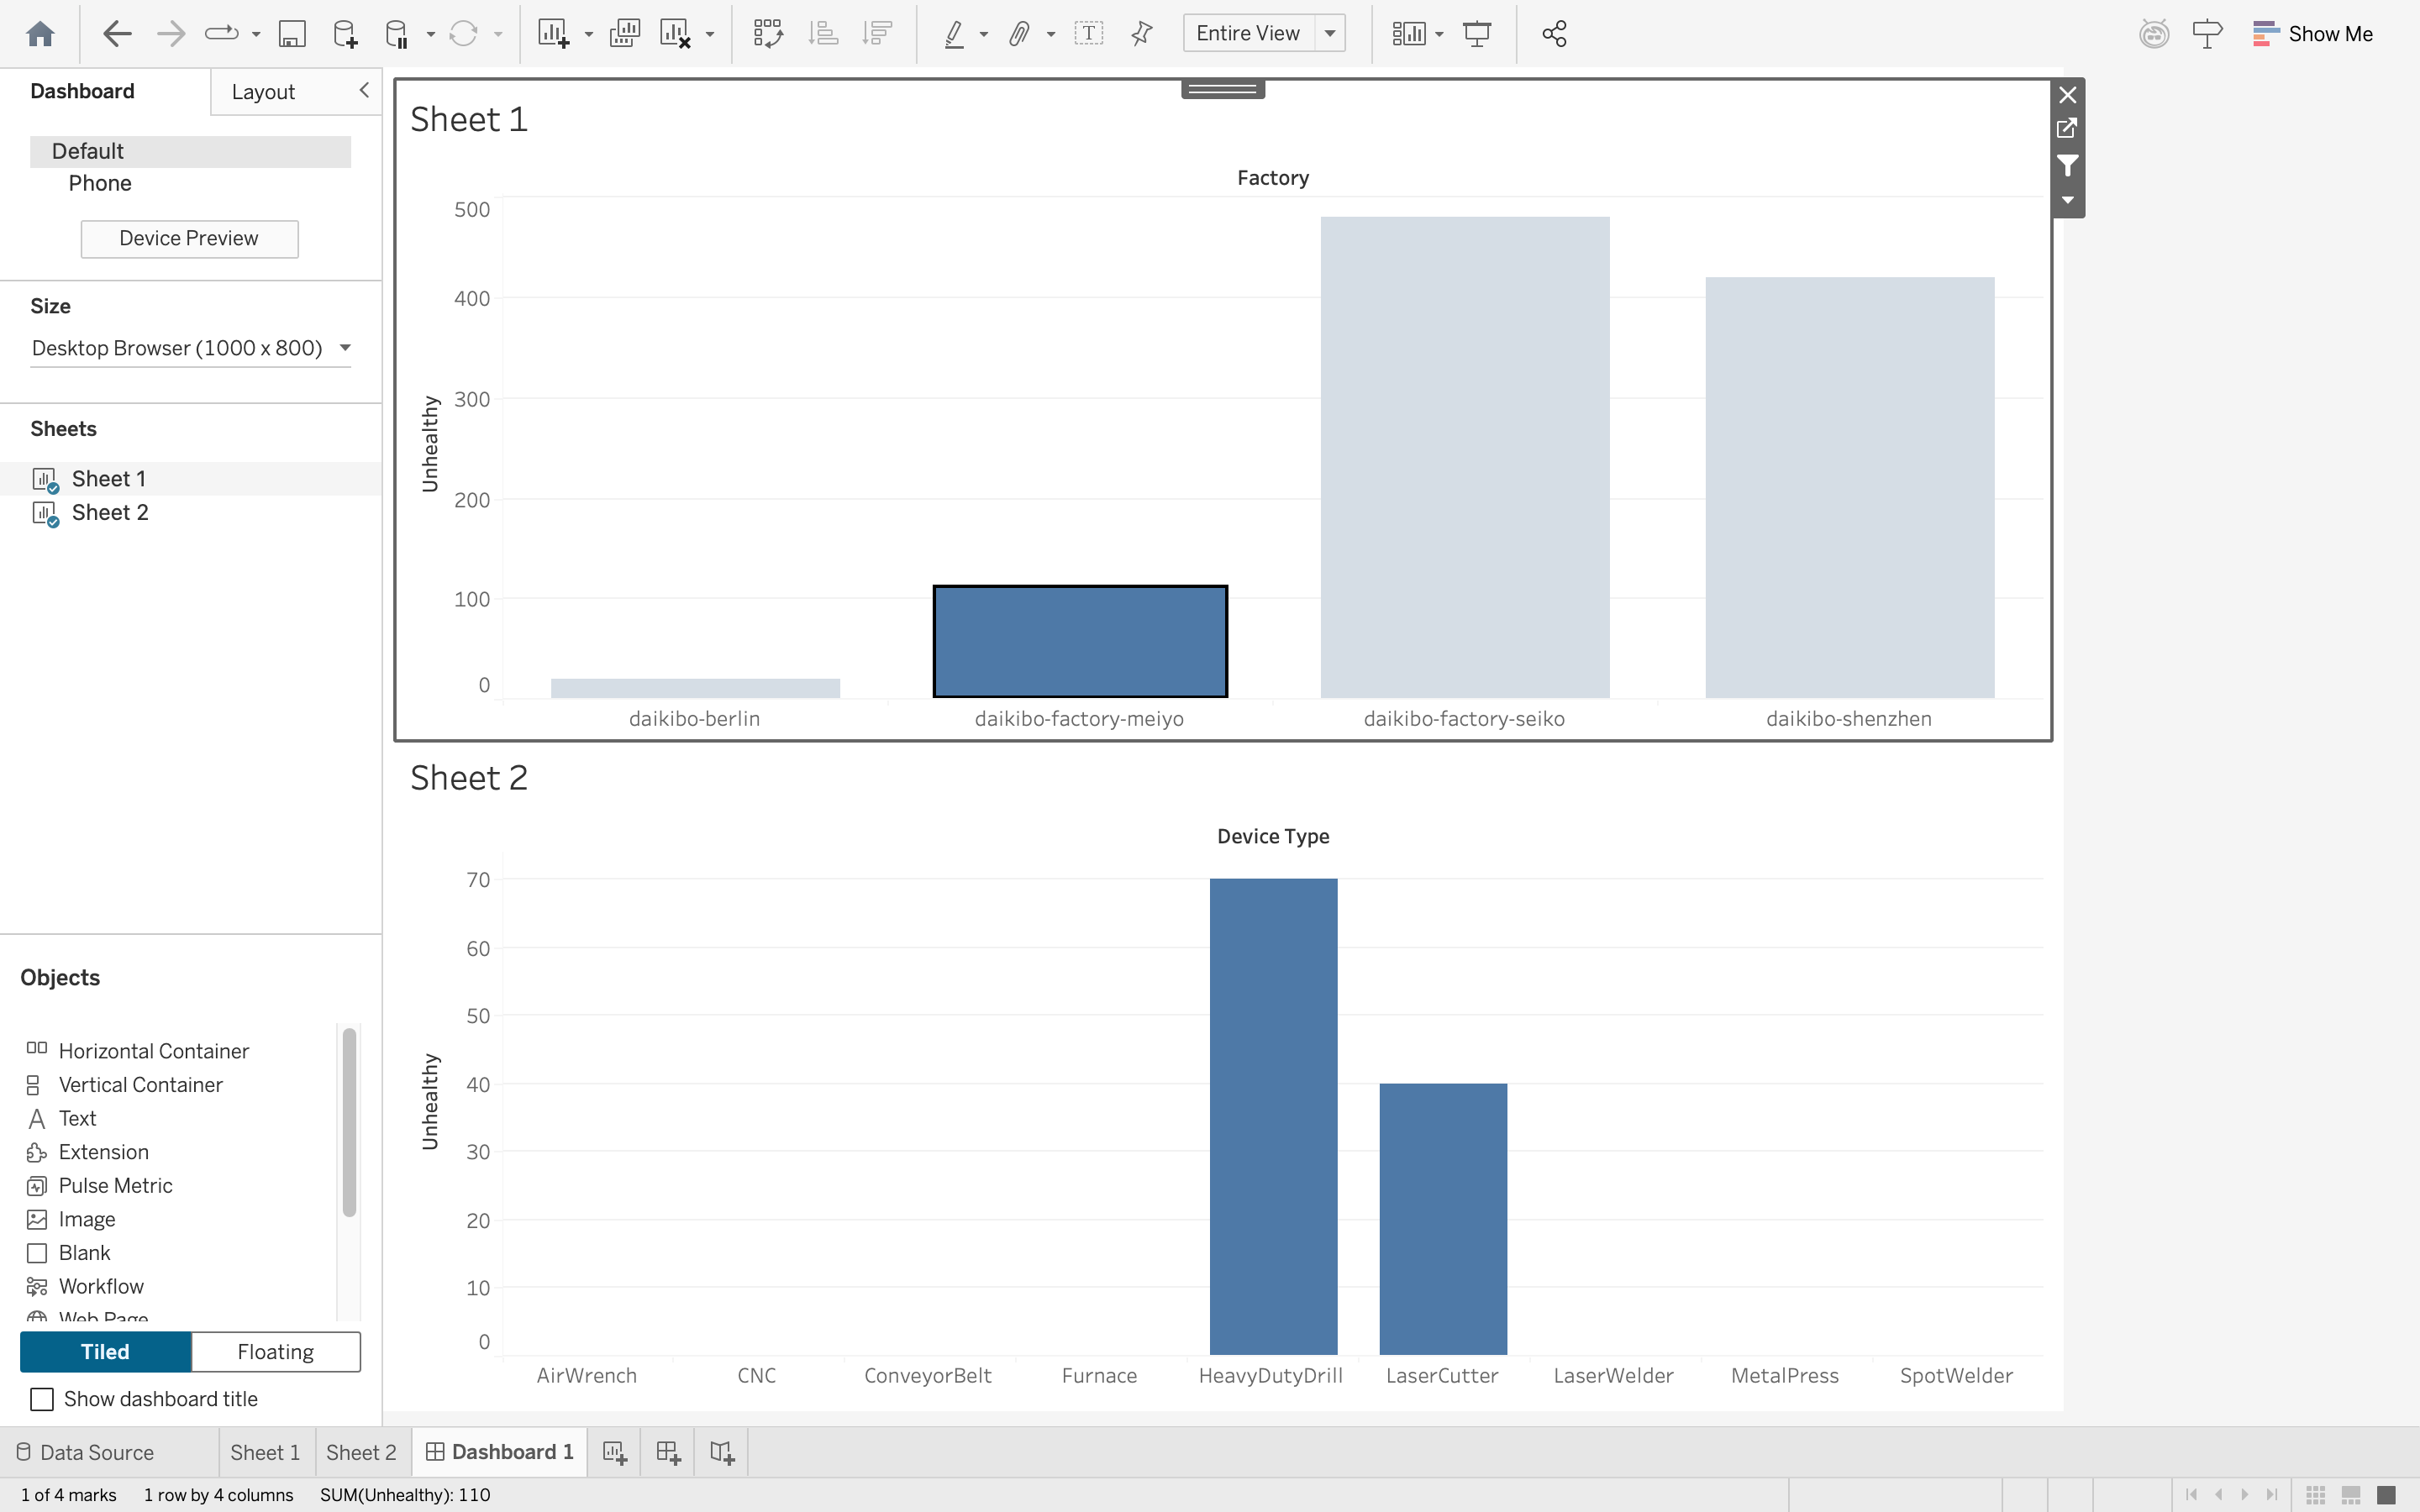 Entire View
Show Me
Dashboard
Layout
Default
Phone
Device Preview
Size
Desktop Browser (1000 x 800)
Sheets
Sheet 1
Sheet 2
Objects
Horizontal Container
Vertical Container
A Text
Extension
Pulse Metric
Image
Blank
Workflow
Web Page
Tiled
Floating
Show dashboard title
Sheet 1
Factory
500
400
300
200
100
0
Unhealthy
daikibo-berlin
daikibo-factory-meiyo
daikibo-factory-seiko
daikibo-shenzhen
Sheet 2
Device Type
70
60
50
40
30
20
10
0
Unhealthy
AirWrench
CNC
ConveyorBelt
Furnace
HeavyDutyDrill
LaserCutter
LaserWelder
MetalPress
SpotWelder
Data Source
Sheet 1
Sheet 2
Dashboard 1
1 of 4 marks
1 row by 4 columns
SUM(Unhealthy): 110